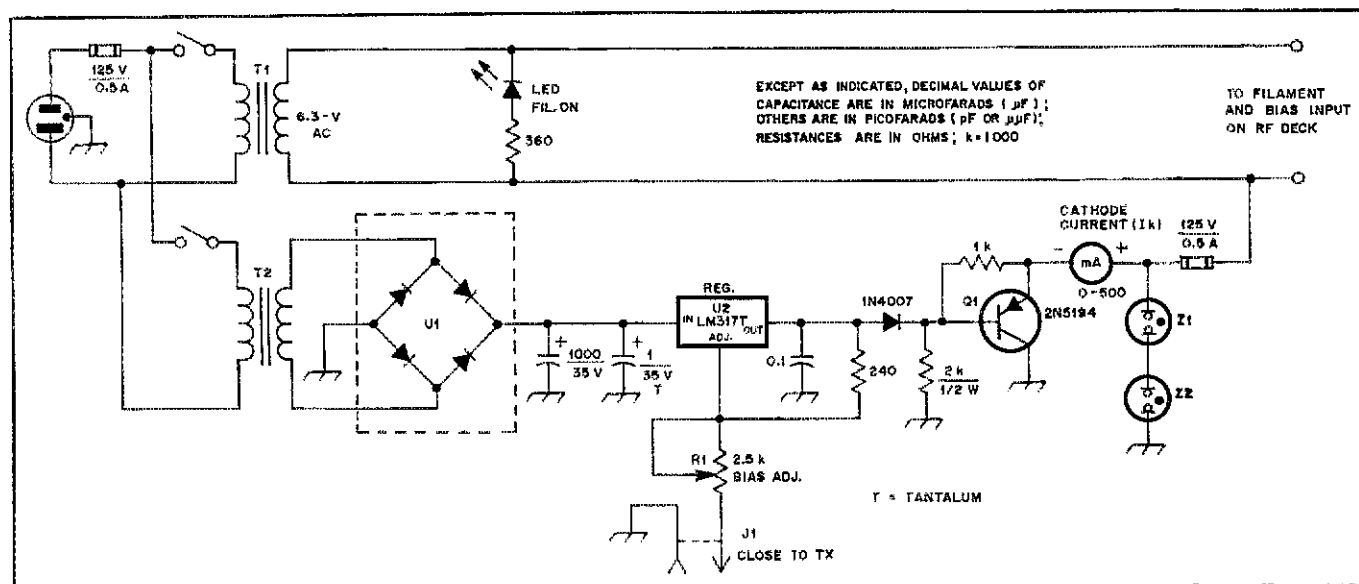 125 V
0.5 A
T1
6.3-V
AC
LED
FIL. ON
360
EXCEPT AS INDICATED, DECIMAL VALUES OF
CAPACITANCE ARE IN MICROFARADS (µF);
OTHERS ARE IN PICOFARADS (pF OR µµF);
RESISTANCES ARE IN OHMS; k=1000
TO FILAMENT
AND BIAS INPUT
ON RF DECK
T2
U1
1000
35 V
1
35 V
T
REG.
U2
IN LM317T OUT
ADJ.
0.1
1N4007
240
2k
1/2 W
1k
Q1
2N5194
CATHODE
CURRENT (Ik)
- mA +
0-500
125 V
0.5 A
Z1
Z2
R1
2.5 k
BIAS ADJ.
J1
CLOSE TO TX
T = TANTALUM